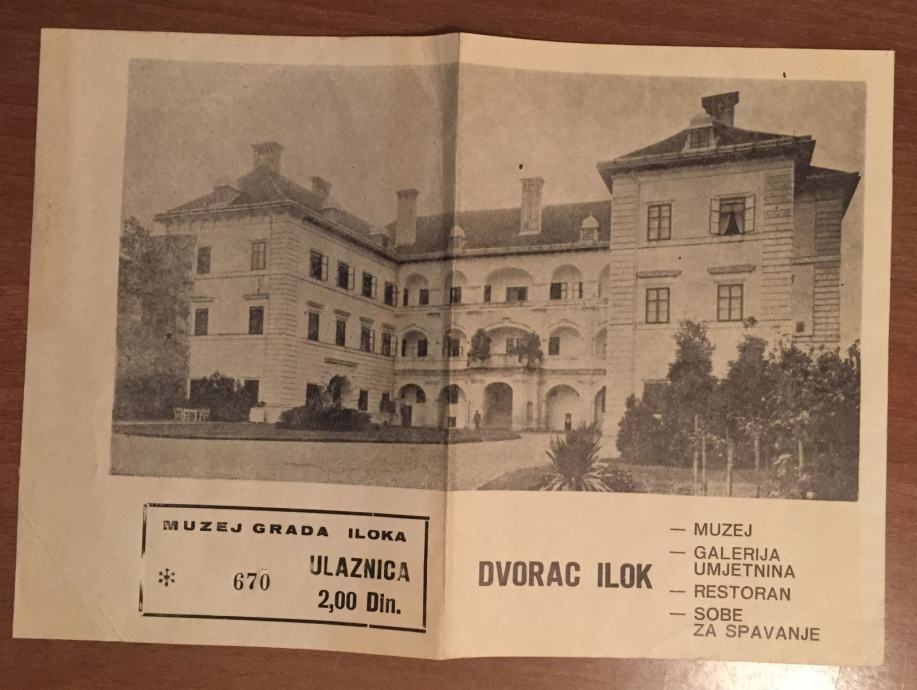 MUZEJ GRADA ILOKA
ULAZNICA
* 670
2,00 Din.
DVORAC ILOK
— MUZEJ
— GALERIJA
UMJETNINA
— RESTORAN
— SOBE
ZA SPAVANJE